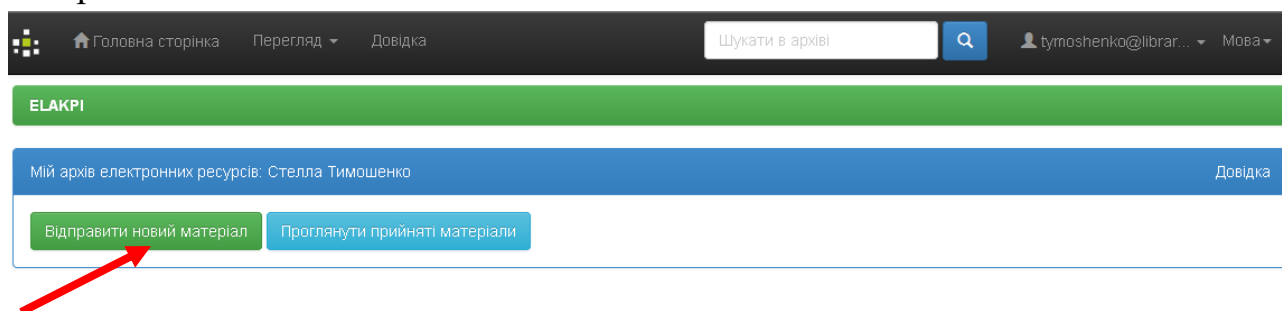 Головна сторінка Перегляд Довідка Шукати в архіві tymoshenko@librar... Мова
ELAKPI
Мій архів електронних ресурсів: Стелла Тимошенко Довідка
Відправити новий матеріал Проглянути прийняті матеріали